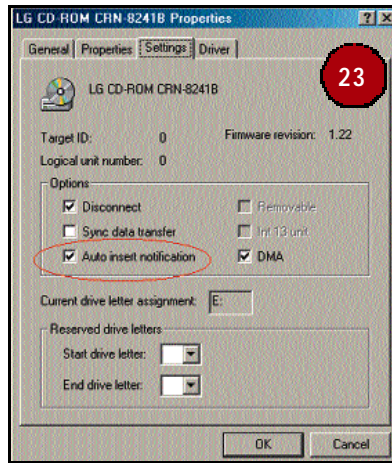 LG CD-ROM CRN-8241B Properties
General Properties Settings Driver
23
LG CD-ROM CRN-8241B
Target ID: 0 Firmware revision: 1.22
Logical unit number: 0
Options
Disconnect Removable
Sync data transfer Int 13 unit
Auto insert notification DMA
Current drive letter assignment: E:
Reserved drive letters
Start drive letter:
End drive letter:
OK Cancel